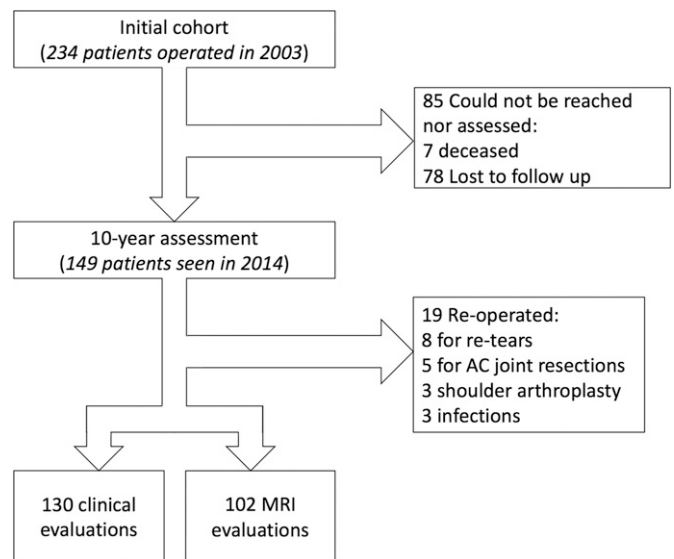 Initial cohort
(234 patients operated in 2003)
85 Could not be reached
nor assessed:
7 deceased
78 Lost to follow up
10-year assessment
(149 patients seen in 2014)
19 Re-operated:
8 for re-tears
5 for AC joint resections
3 shoulder arthroplasty
3 infections
130 clinical
evaluations
102 MRI
evaluations